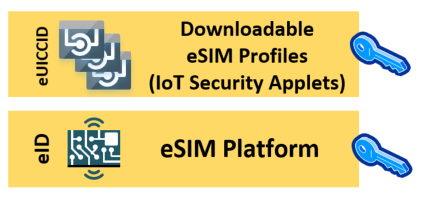 eUICCID
Downloadable
eSIM Profiles
(IoT Security Applets)
eID
eSIM Platform